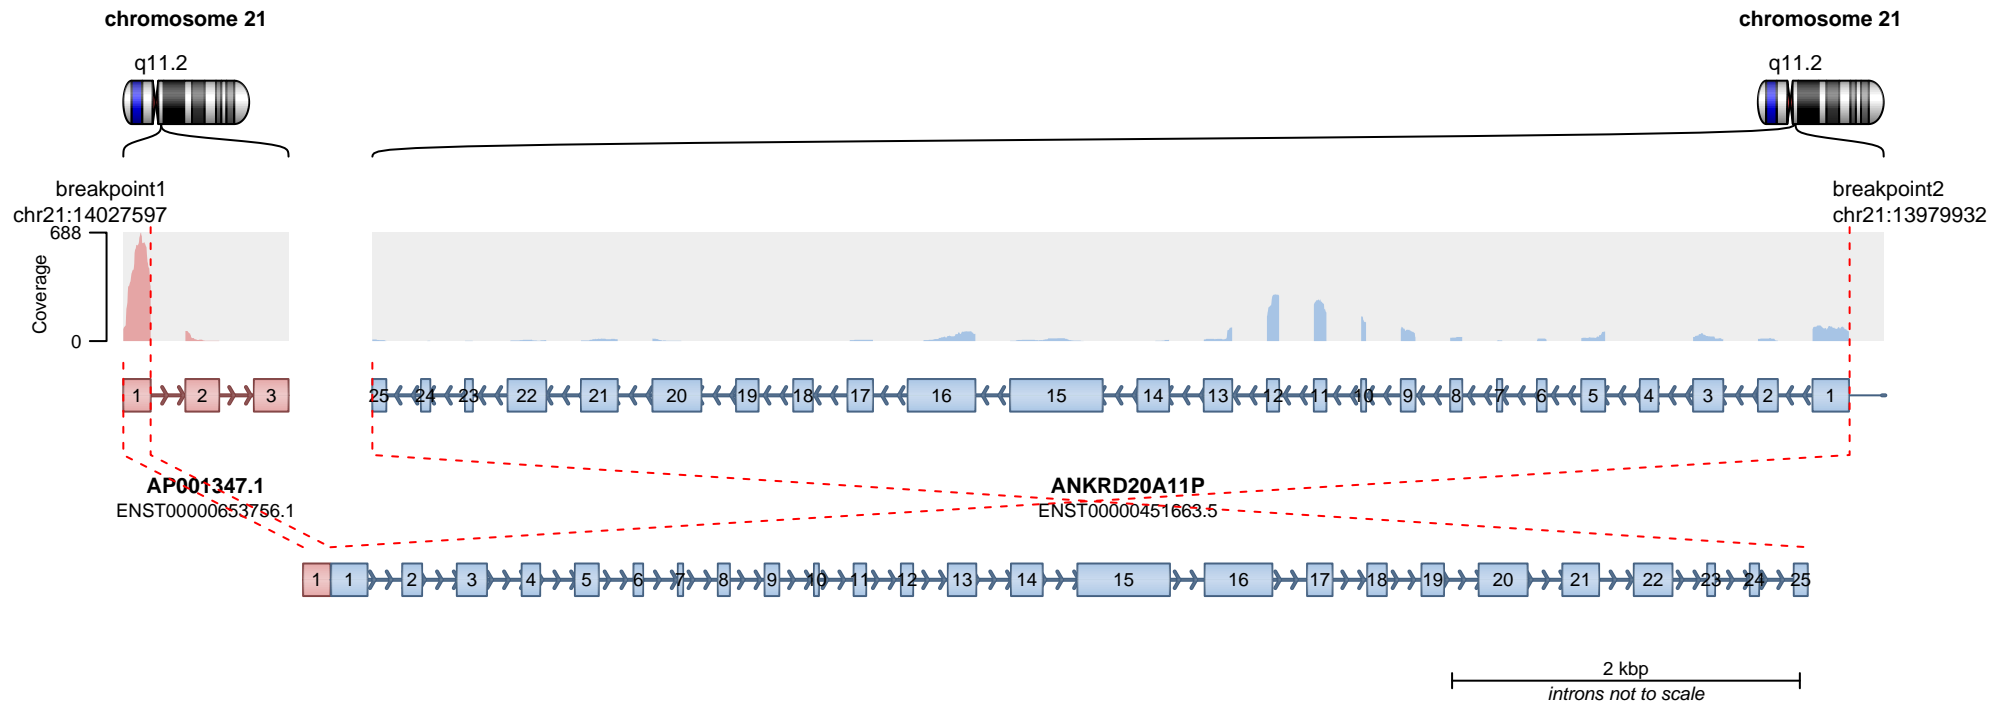 chromosome 21
chromosome 21
q11.2
q11.2
breakpoint1
chr21:14027597
breakpoint2
chr21:13979932
688
0
Coverage
1 2 3
25 24 23 22 21 20 19 18 17 16 15 14 13 12 11 10 9 8 7 6 5 4 3 2 1
AP001347.1
ENST00000653756.1
ANKRD20A11P
ENST00000451663.5
1 1 2 3 4 5 6 7 8 9 10 11 12 13 14 15 16 17 18 19 20 21 22 23 24 25
2 kbp
introns not to scale